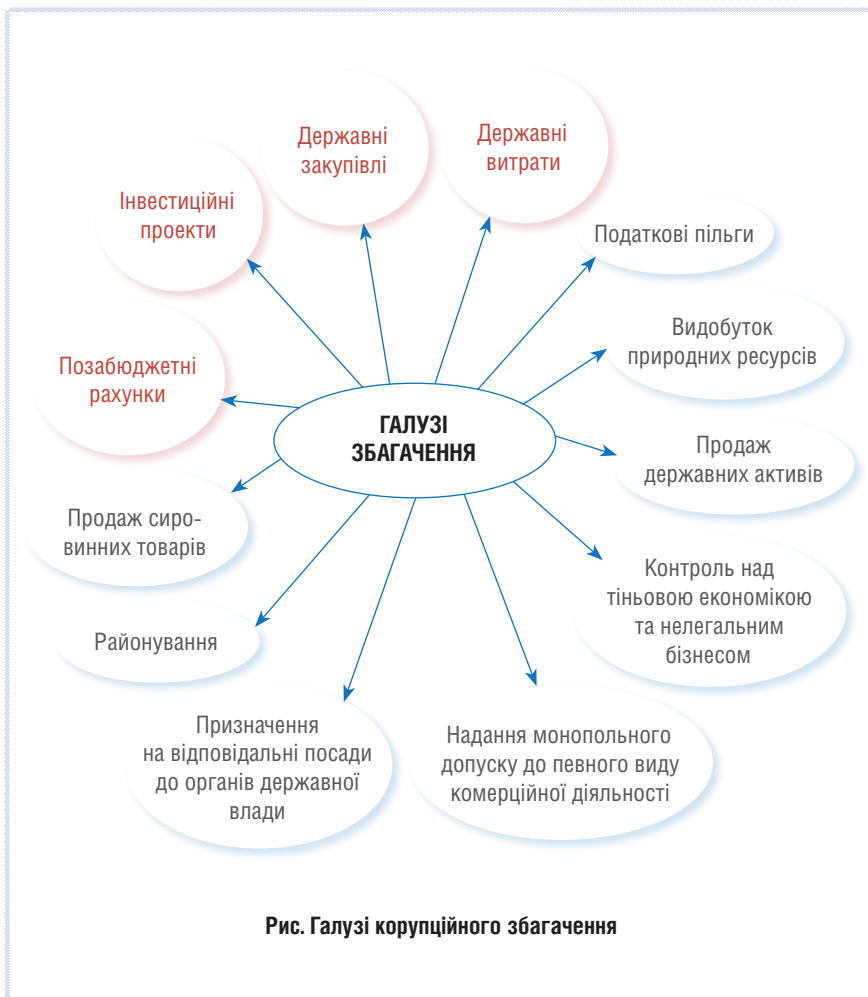 Державні
закупівлі
Державні
витрати
Інвестиційні
проекти
Податкові пільги
Видобуток
природних ресурсів
Позабюджетні
рахунки
ГАЛУЗІ
ЗБАГАЧЕННЯ
Продаж
державних активів
Продаж сиро-
винних товарів
Контроль над
тіньовою економікою
та нелегальним
бізнесом
Районування
Призначення
на відповідальні посади
до органів державної
влади
Надання монопольного
допуску до певного виду
комерційної діяльності
Рис. Галузі корупційного збагачення